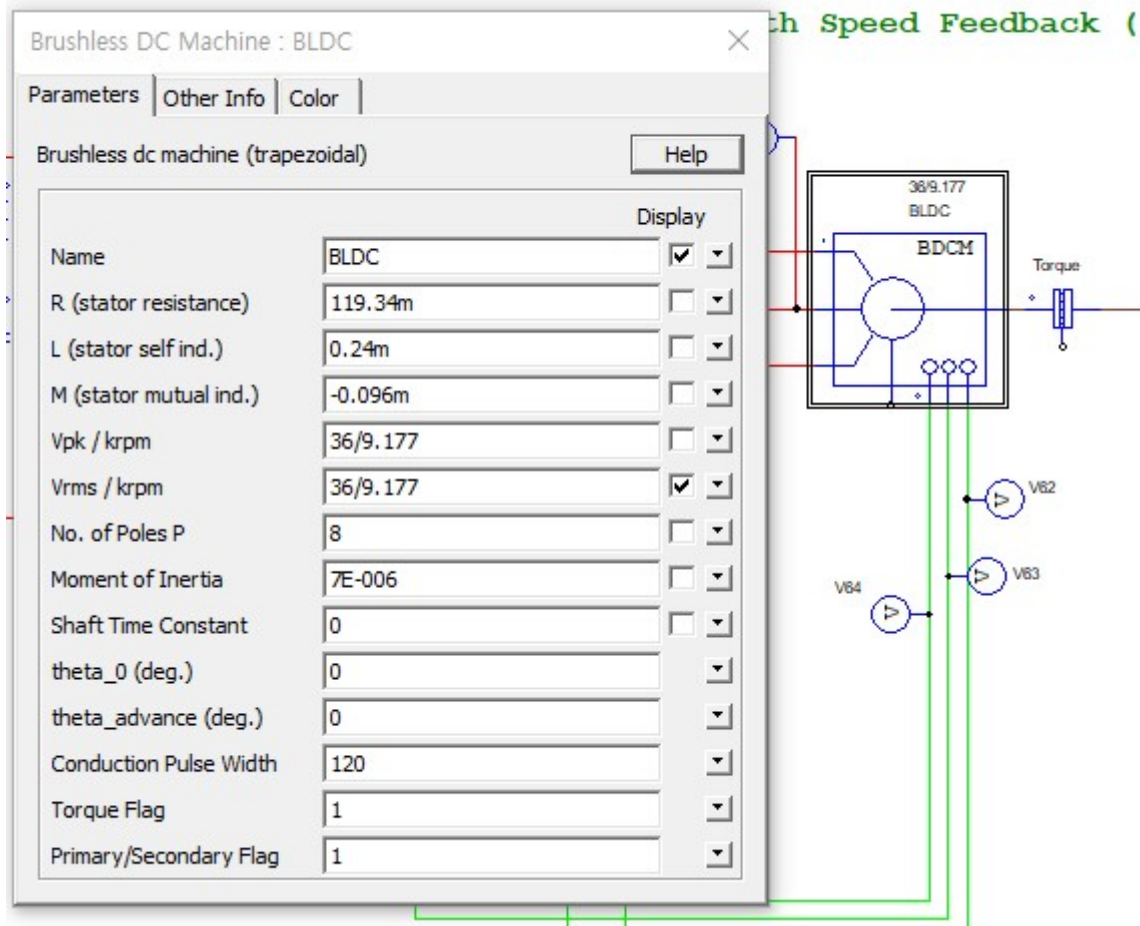 th Speed Feedback (
Brushless DC Machine : BLDC
Parameters Other Info Color
Brushless dc machine (trapezoidal) Help
Display
Name BLDC
R (stator resistance) 119.34m
L (stator self ind.) 0.24m
M (stator mutual ind.) -0.096m
Vpk / krpm 36/9.177
Vrms / krpm 36/9.177
No. of Poles P 8
Moment of Inertia 7E-006
Shaft Time Constant 0
theta_0 (deg.) 0
theta_advance (deg.) 0
Conduction Pulse Width 120
Torque Flag 1
Primary/Secondary Flag 1
36/9.177
BLDC
BDCM
Torque
V62
V63
V64